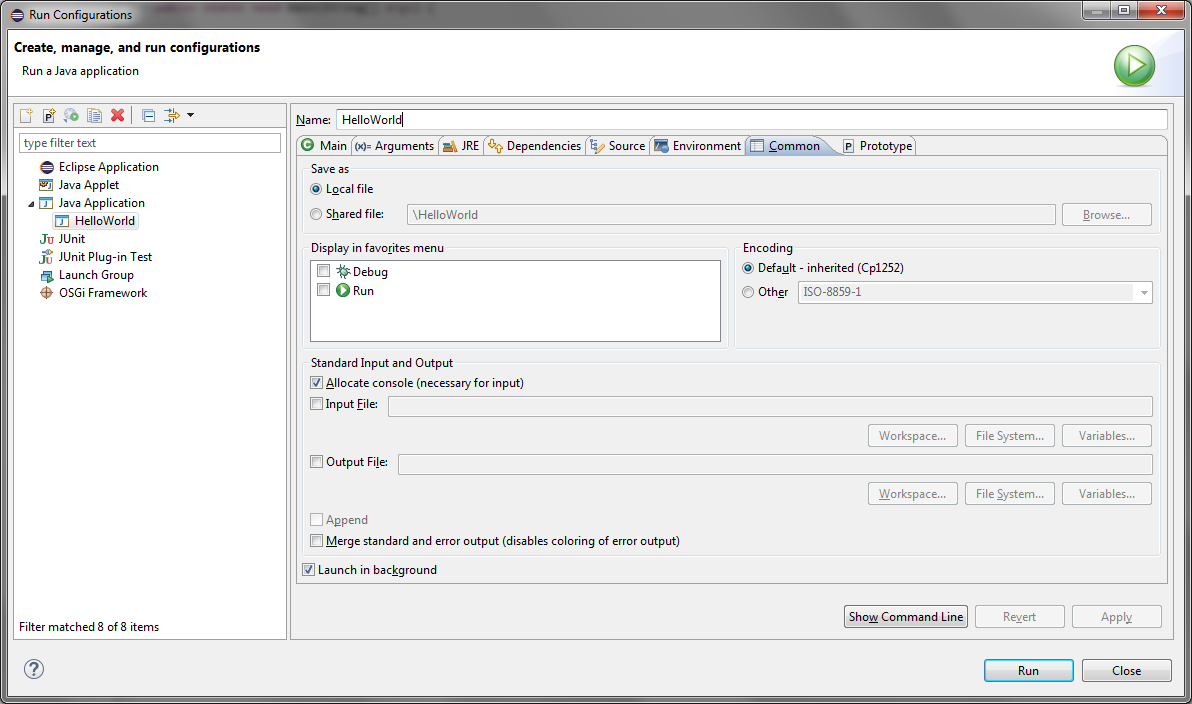 Run Configurations
Create, manage, and run configurations
Run a Java application
type filter text
Eclipse Application
Java Applet
Java Application
HelloWorld
JUnit
JUnit Plug-in Test
Launch Group
OSGi Framework
Filter matched 8 of 8 items
Name: HelloWorld
Main (x)= Arguments JRE Dependencies Source Environment Common P Prototype
Save as
Local file
Shared file: \HelloWorld Browse...
Display in favorites menu
Debug
Run
Encoding
Default - inherited (Cp1252)
Other ISO-8859-1
Standard Input and Output
Allocate console (necessary for input)
Input File:
Workspace... File System... Variables...
Output File:
Workspace... File System... Variables...
Append
Merge standard and error output (disables coloring of error output)
Launch in background
Show Command Line Revert Apply
Run Close